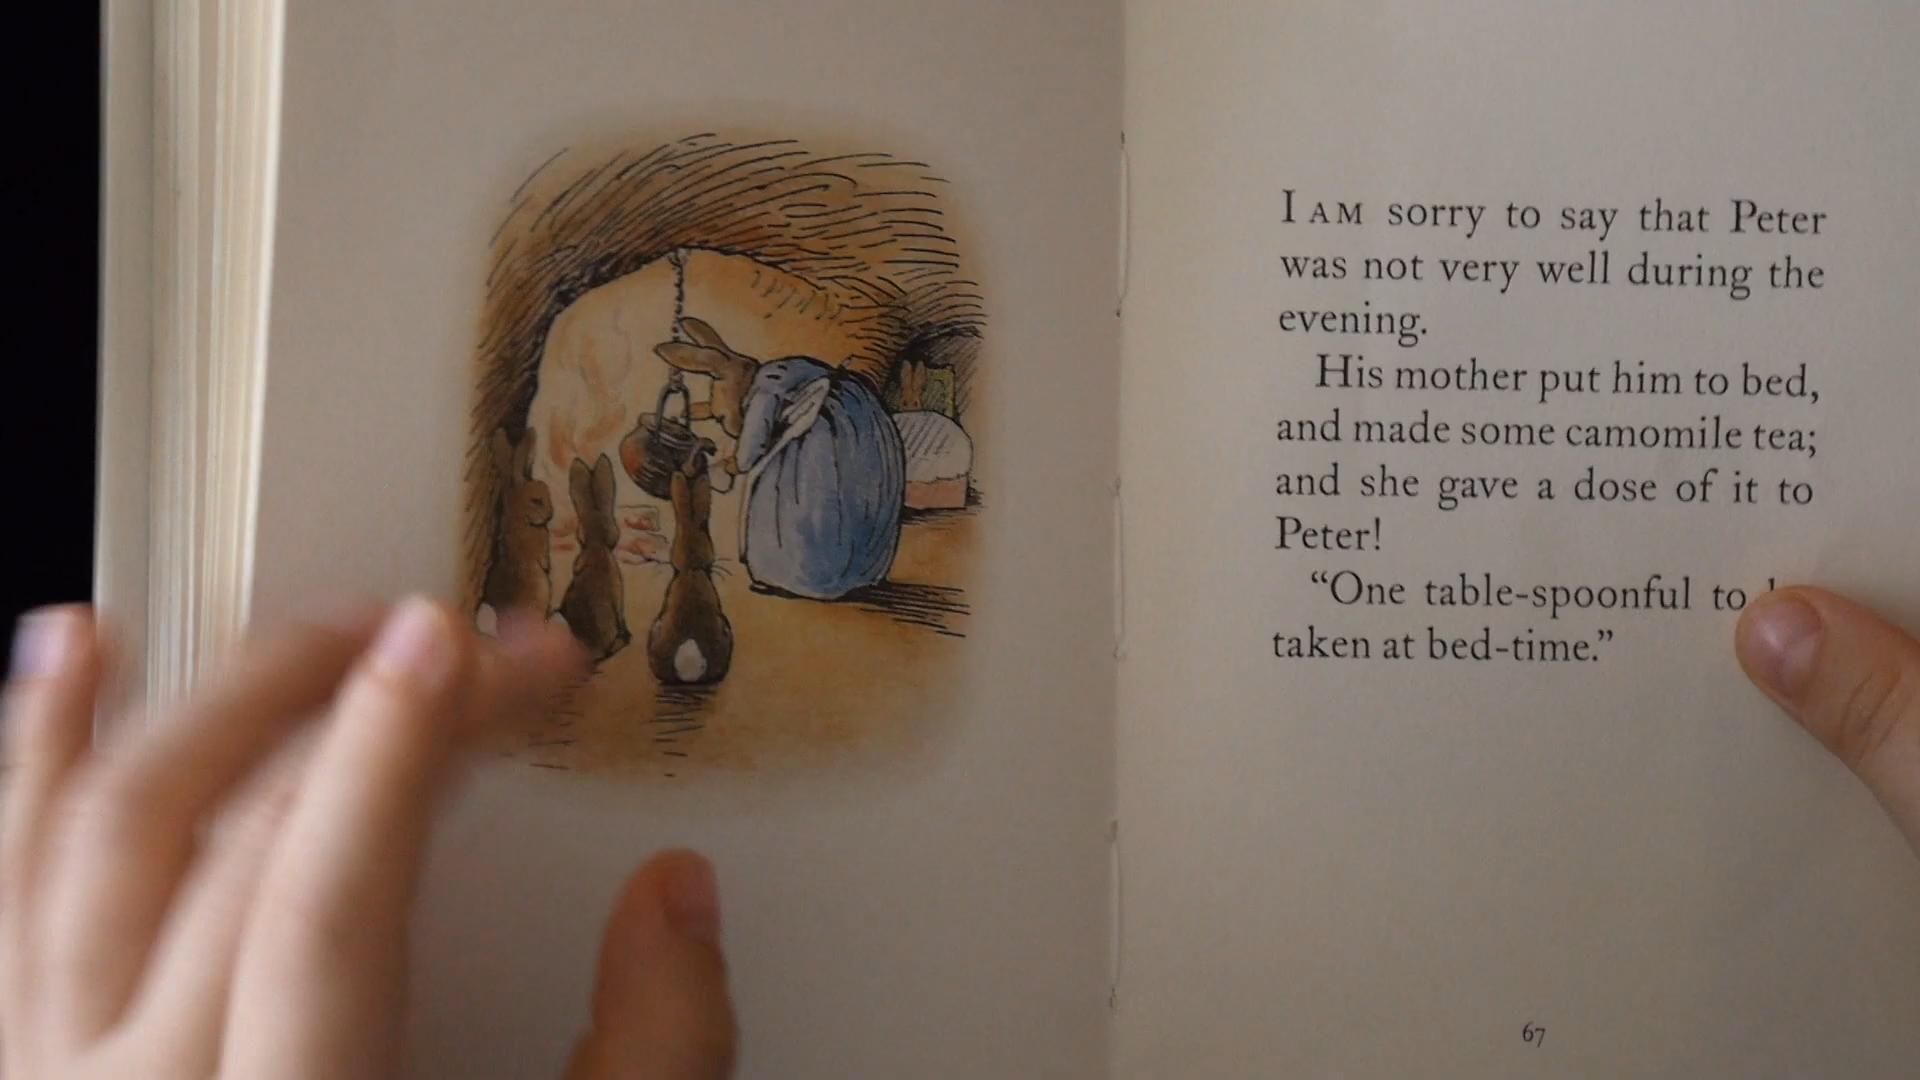 I AM sorry to say that Peter
was not very well during the
evening.
His mother put him to bed,
and made some camomile tea;
and she gave a dose of it to
Peter!
“One table-spoonful to
taken at bed-time.”
67